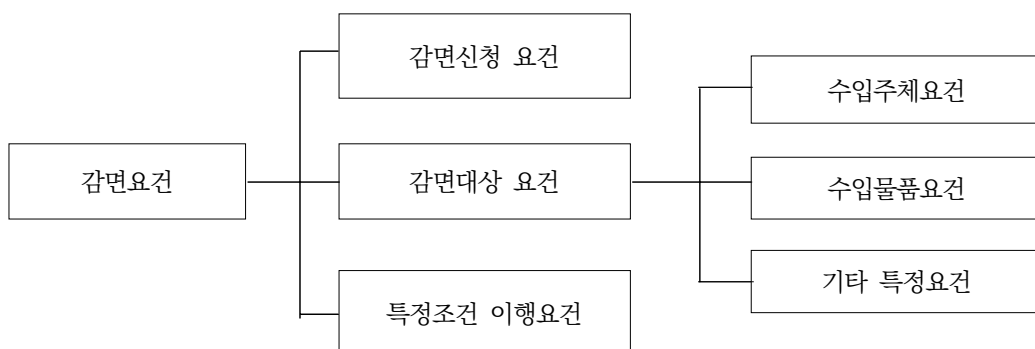 감면신청 요건
수입주체요건
감면요건
감면대상 요건
수입물품요건
기타 특정요건
특정조건 이행요건